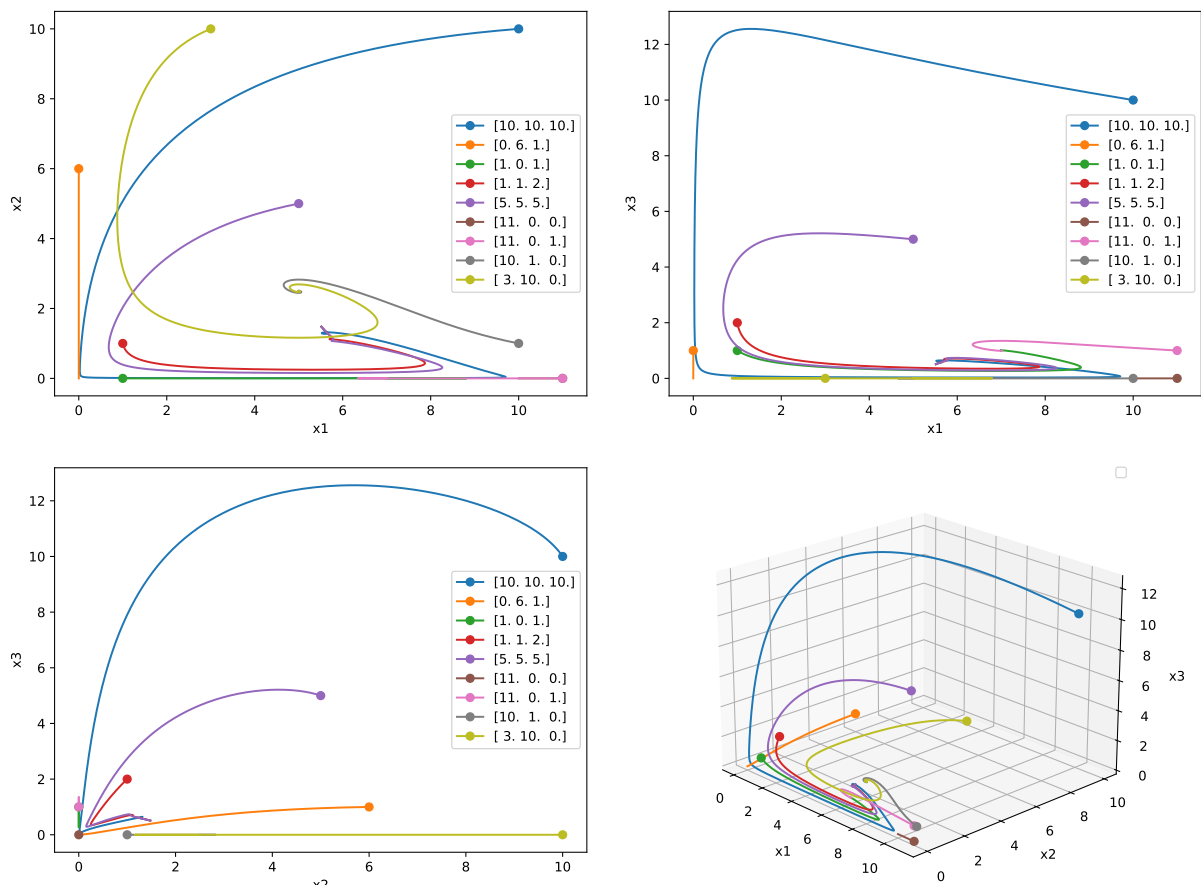 10
8
6
4
2
0
x2
0
2
4
6
8
10
x1
[10. 10. 10.]
[0. 6. 1.]
[1. 0. 1.]
[1. 1. 2.]
[5. 5. 5.]
[11. 0. 0.]
[11. 0. 1.]
[10. 1. 0.]
[ 3. 10. 0.]
12
10
8
6
4
2
0
x3
0
2
4
6
8
10
x1
[10. 10. 10.]
[0. 6. 1.]
[1. 0. 1.]
[1. 1. 2.]
[5. 5. 5.]
[11. 0. 0.]
[11. 0. 1.]
[10. 1. 0.]
[ 3. 10. 0.]
12
10
8
6
4
2
0
x3
0
2
4
6
8
10
x2
[10. 10. 10.]
[0. 6. 1.]
[1. 0. 1.]
[1. 1. 2.]
[5. 5. 5.]
[11. 0. 0.]
[11. 0. 1.]
[10. 1. 0.]
[ 3. 10. 0.]
0
2
4
6
8
10
x1
0
2
4
6
8
10
x2
0
2
4
6
8
10
12
x3